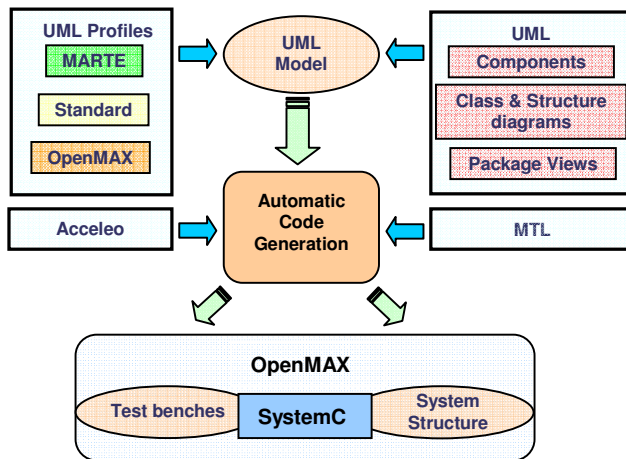 UML Profiles
MARTE
Standard
OpenMAX
UML
Model
UML
Components
Class & Structure
diagrams
Package Views
Acceleo
Automatic
Code
Generation
MTL
OpenMAX
Test benches
SystemC
System
Structure